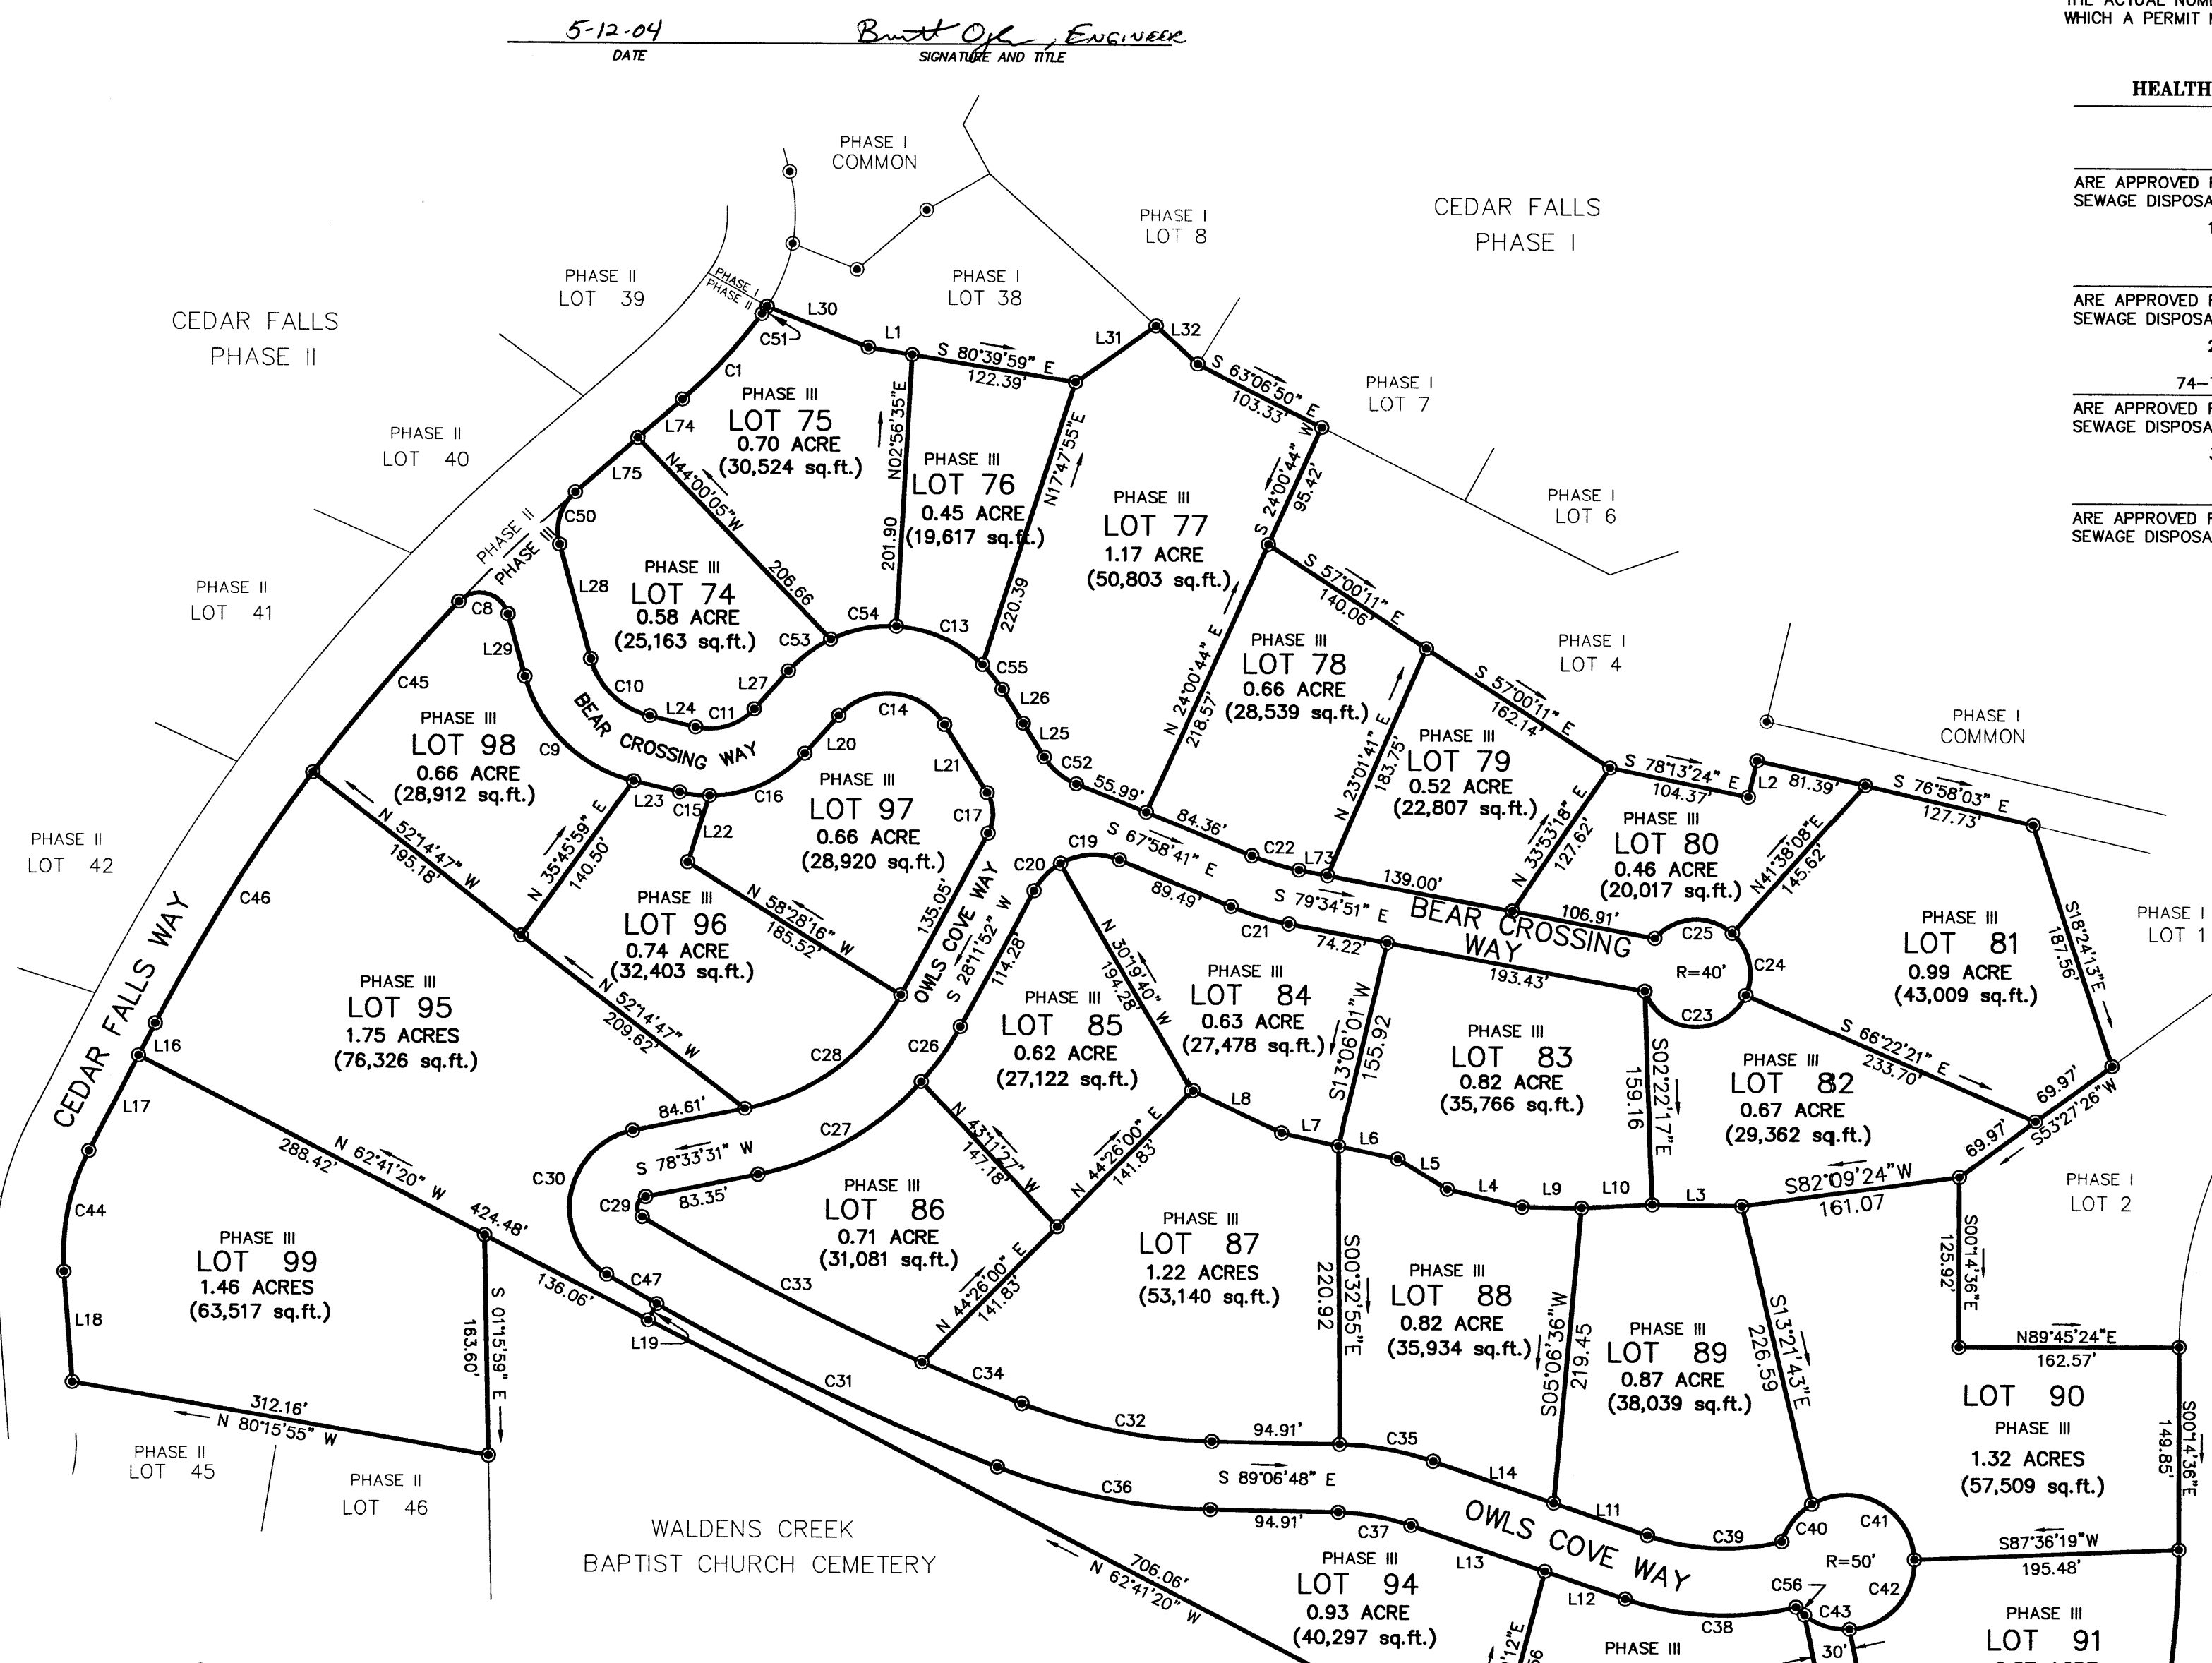 5-12-04
DATE
Brett Ogle, ENGINEER
SIGNATURE AND TITLE
WHICH A PERMIT
HEALTH
ARE APPROVED
SEWAGE DISPOSA
ARE APPROVED
SEWAGE DISPOSA
74-
ARE APPROVED
SEWAGE DISPOSA
ARE APPROVED
SEWAGE DISPOSA
PHASE I
COMMON
PHASE I
LOT 8
CEDAR FALLS
PHASE I
PHASE II
LOT 39
PHASE I
PHASE II
PHASE I
LOT 38
CEDAR FALLS
PHASE II
L30
C51
L1
S 80°39'59" E
122.39'
L31
L32
S 63°06'50" E
103.33'
PHASE I
LOT 7
C1
L74
L75
C50
PHASE III
LOT 75
0.70 ACRE
(30,524 sq.ft.)
N02°56'35"E
201.90
PHASE III
LOT 76
0.45 ACRE
(19,617 sq.ft.)
N17°47'55"E
220.39
PHASE III
LOT 77
1.17 ACRE
(50,803 sq.ft.)
S 24°00'44" W
95.42'
PHASE I
LOT 6
PHASE II
LOT 40
N44°00'05"W
206.66
PHASE II
PHASE III
PHASE II
LOT 41
PHASE III
LOT 74
0.58 ACRE
(25,163 sq.ft.)
L28
C8
L29
C10
L24
C11
L27
C53
C54
C13
C55
L26
L25
C52
55.99'
N 24°00'44" E
218.57'
S 57°00'11" E
140.06'
PHASE III
LOT 78
0.66 ACRE
(28,539 sq.ft.)
PHASE I
LOT 4
S 57°00'11" E
162.14'
N 23°01'41" E
183.75'
PHASE III
LOT 79
0.52 ACRE
(22,807 sq.ft.)
S 78°13'24" E
104.37'
L2
81.39'
PHASE I
COMMON
S 76°58'03" E
127.73'
C45
PHASE III
LOT 98
0.66 ACRE
(28,912 sq.ft.)
C9
BEAR CROSSING WAY
C14
L20
L21
L23
C15
C16
L22
C17
PHASE III
LOT 97
0.66 ACRE
(28,920 sq.ft.)
N 52°14'47" W
195.18'
N 35°45'59" E
140.50'
PHASE II
LOT 42
C46
CEDAR FALLS WAY
PHASE III
LOT 96
0.74 ACRE
(32,403 sq.ft.)
N 58°28'16" W
185.52'
135.05'
OWLS COVE WAY
S 28°11'52" W
114.28'
C20
C19
S 67°58'41" E
89.49'
84.36'
C22
L73
139.00'
N 33°53'18" E
127.62'
PHASE III
LOT 80
0.46 ACRE
(20,017 sq.ft.)
N41°38'08"E
145.62'
106.91'
S 79°34'51" E
BEAR CROSSING
WAY
C21
74.22'
193.43'
C25
C24
R=40'
C23
PHASE III
LOT 81
0.99 ACRE
(43,009 sq.ft.)
S18°24'13"E
187.56'
PHASE I
LOT 1
PHASE III
LOT 95
1.75 ACRES
(76,326 sq.ft.)
N 52°14'47" W
209.62'
C28
C26
PHASE III
LOT 85
0.62 ACRE
(27,122 sq.ft.)
N 30°19'40" W
194.28'
PHASE III
LOT 84
0.63 ACRE
(27,478 sq.ft.)
S13°06'01"W
155.92
PHASE III
LOT 83
0.82 ACRE
(35,766 sq.ft.)
S02°22'17"E
159.16
PHASE III
LOT 82
0.67 ACRE
(29,362 sq.ft.)
S 66°22'21" E
233.70'
69.97'
69.97'
S53°27'26"W
L16
L17
C44
L18
84.61'
S 78°33'31" W
83.35'
C27
C30
C29
N 43°11'27" W
147.18'
N 44°26'00" E
141.83'
L8
L7
L6
L5
L4
L9
L10
L3
S82°09'24"W
161.07
PHASE I
LOT 2
N 62°41'20" W
288.42'
424.48'
136.06'
PHASE III
LOT 99
1.46 ACRES
(63,517 sq.ft.)
S 01°15'59" E
163.60'
C47
L19
C33
PHASE III
LOT 86
0.71 ACRE
(31,081 sq.ft.)
N 44°26'00" E
141.83'
PHASE III
LOT 87
1.22 ACRES
(53,140 sq.ft.)
S00°32'55"E
220.92
PHASE III
LOT 88
0.82 ACRE
(35,934 sq.ft.)
S05°06'36"W
219.45
PHASE III
LOT 89
0.87 ACRE
(38,039 sq.ft.)
S13°21'43"E
226.59
S00°14'36"E
125.92'
N89°45'24"E
162.57'
LOT 90
PHASE III
1.32 ACRES
(57,509 sq.ft.)
S00°14'36"E
149.85'
312.16'
N 80°15'55" W
PHASE II
LOT 45
PHASE II
LOT 46
C31
C34
C32
94.91'
S 89°06'48" E
94.91'
C36
C35
C37
L14
L13
L11
L12
OWLS COVE WAY
C39
C40
C41
R=50'
C42
C56
C43
C38
30'
S87°36'19"W
195.48'
WALDENS CREEK
BAPTIST CHURCH CEMETERY
706.06'
N 62°41'20" W
PHASE III
LOT 94
0.93 ACRE
(40,297 sq.ft.)
PHASE III
PHASE III
LOT 91